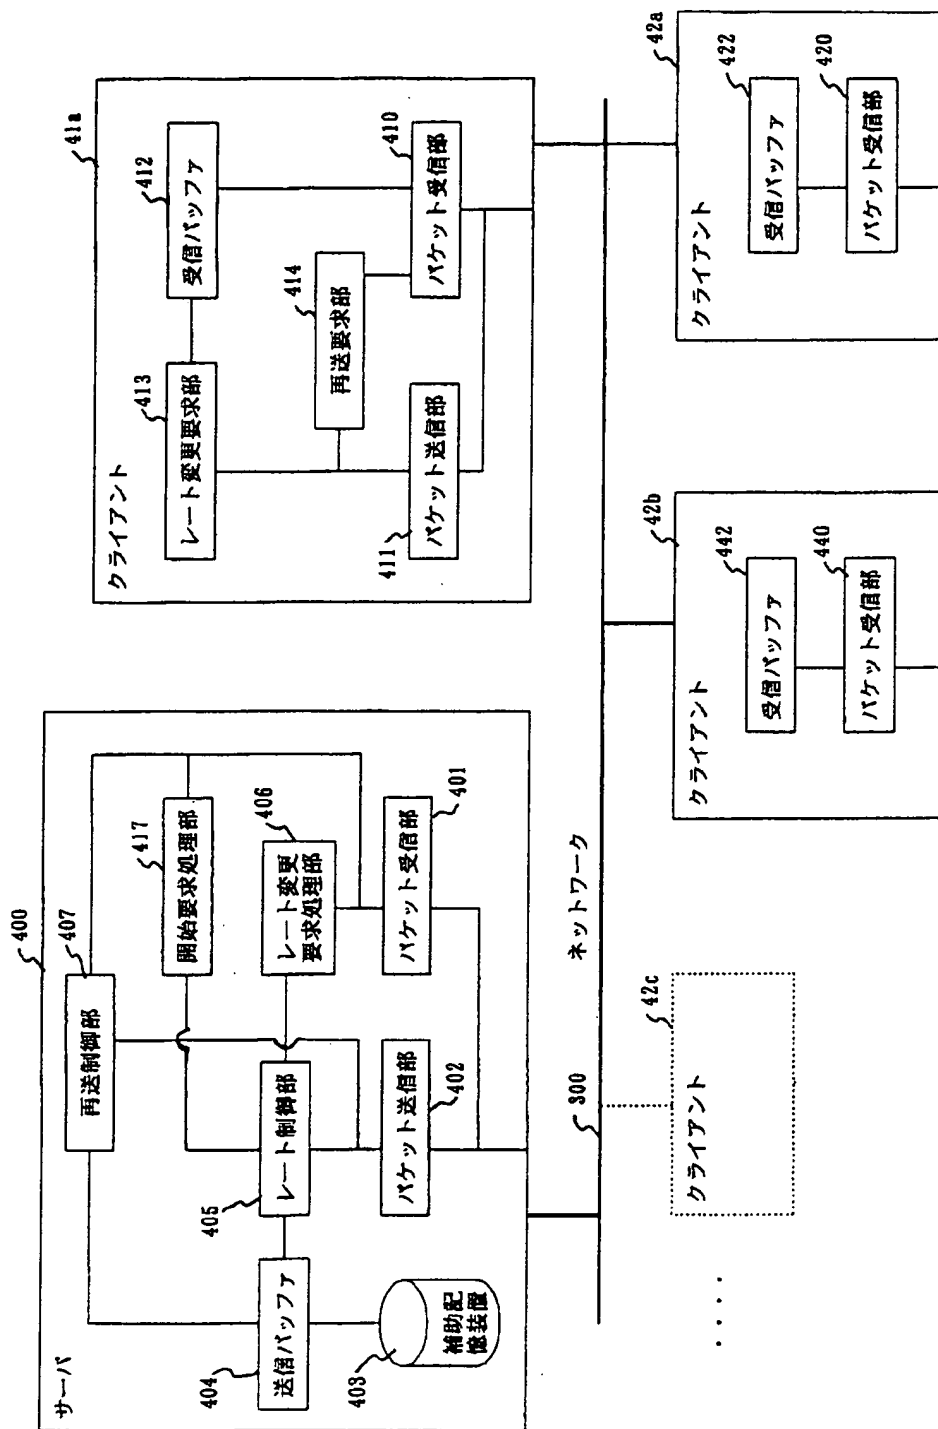 サーバ
400
407
再送制御部
417
開始要求処理部
406
レート変更
要求処理部
401
パケット受信部
405
レート制御部
402
パケット送信部
404
送信バッファ
403
補助記
憶装置
クライアント
41a
412
受信バッファ
413
レート変更要求部
414
再送要求部
410
パケット受信部
411
パケット送信部
300
ネットワーク
42c
クライアント
. . . .
クライアント
42b
442
受信バッファ
440
パケット受信部
クライアント
42a
422
受信バッファ
420
パケット受信部